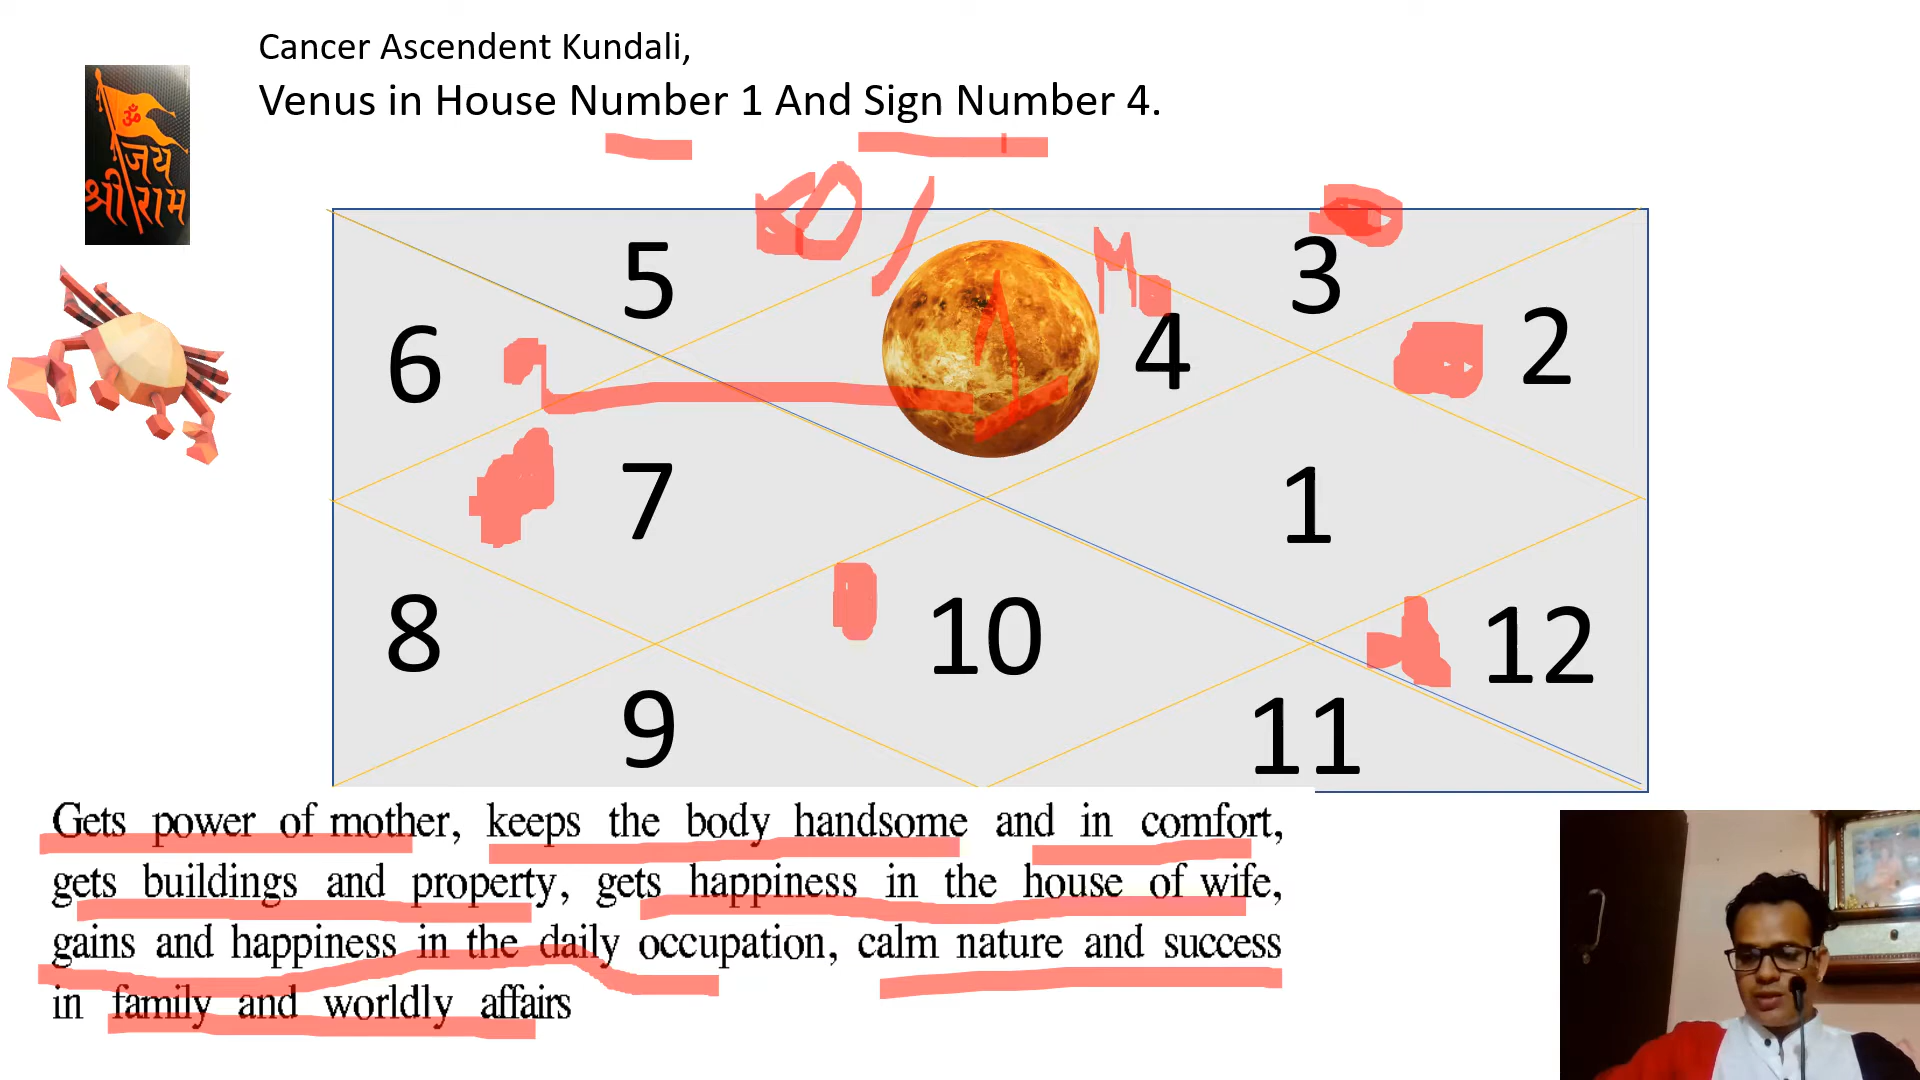 Cancer Ascendent Kundali,
Venus in House Number 1 And Sign Number 4.
ॐ
जय
श्री राम
5
3
6
4
2
7
1
8
10
12
9
11
Gets power of mother, keeps the body handsome and in comfort,
gets buildings and property, gets happiness in the house of wife,
gains and happiness in the daily occupation, calm nature and success
in family and worldly affairs